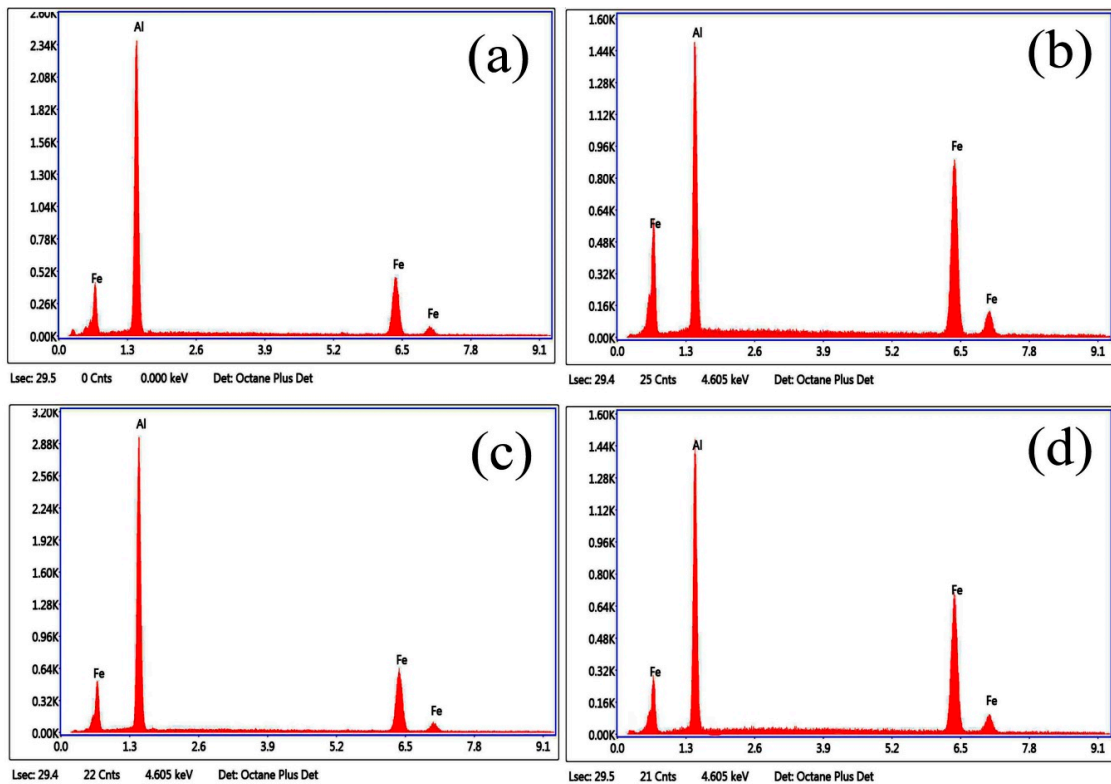 (a)
2.60K
2.34K
2.08K
1.82K
1.56K
1.30K
1.04K
0.78K
0.52K
0.26K
0.00K
Al
Fe
Fe
Fe
0.0 1.3 2.6 3.9 5.2 6.5 7.8 9.1
Lsec: 29.5 0 Cnts 0.000 keV Det: Octane Plus Det
(b)
1.60K
1.44K
1.28K
1.12K
0.96K
0.80K
0.64K
0.48K
0.32K
0.16K
0.00K
Al
Fe
Fe
Fe
0.0 1.3 2.6 3.9 5.2 6.5 7.8 9.1
Lsec: 29.4 25 Cnts 4.605 keV Det: Octane Plus Det
(c)
3.20K
2.88K
2.56K
2.24K
1.92K
1.60K
1.28K
0.96K
0.64K
0.32K
0.00K
Al
Fe
Fe
Fe
0.0 1.3 2.6 3.9 5.2 6.5 7.8 9.1
Lsec: 29.4 22 Cnts 4.605 keV Det: Octane Plus Det
(d)
1.60K
1.44K
1.28K
1.12K
0.96K
0.80K
0.64K
0.48K
0.32K
0.16K
0.00K
Al
Fe
Fe
Fe
0.0 1.3 2.6 3.9 5.2 6.5 7.8 9.1
Lsec: 29.5 21 Cnts 4.605 keV Det: Octane Plus Det